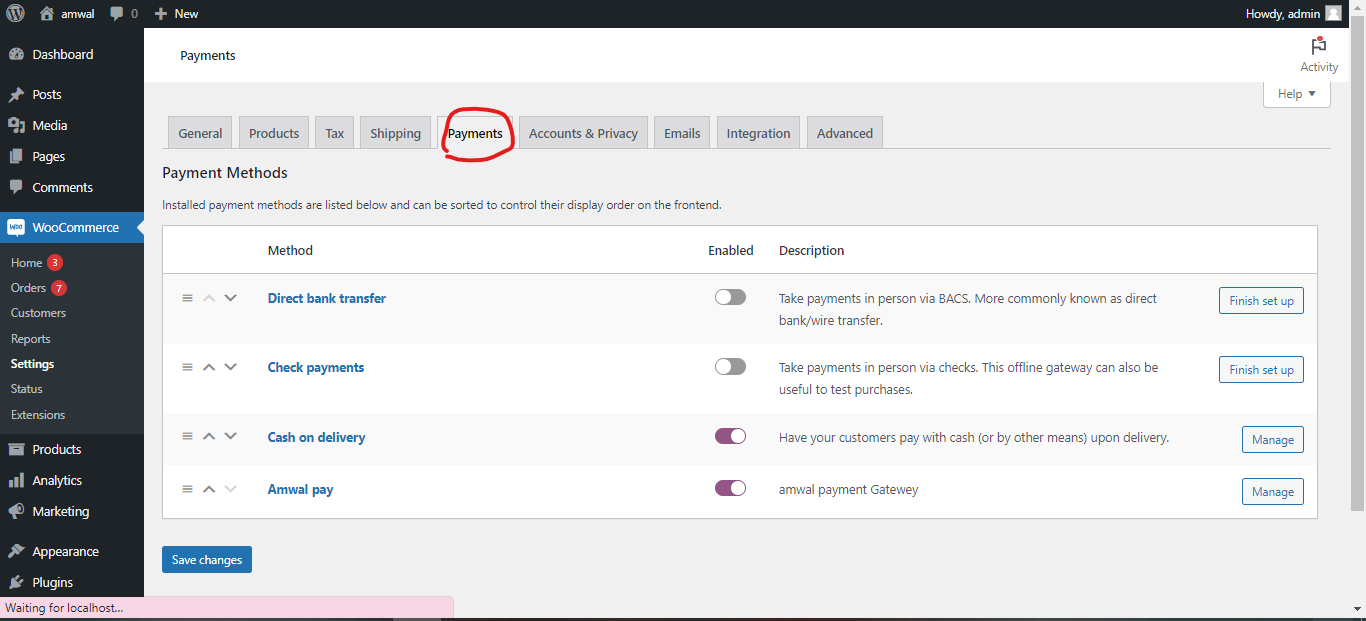 amwal
0
New
Howdy, admin
Dashboard
Posts
Media
Pages
Comments
WOO
WooCommerce
Home 3
Orders 7
Customers
Reports
Settings
Status
Extensions
Products
Analytics
Marketing
Appearance
Plugins
Waiting for localhost...
Payments
Activity
Help
General
Products
Tax
Shipping
Payments
Accounts & Privacy
Emails
Integration
Advanced
Payment Methods
Installed payment methods are listed below and can be sorted to control their display order on the frontend.
Method
Enabled
Description
Direct bank transfer
Take payments in person via BACS. More commonly known as direct
bank/wire transfer.
Finish set up
Check payments
Take payments in person via checks. This offline gateway can also be
useful to test purchases.
Finish set up
Cash on delivery
Have your customers pay with cash (or by other means) upon delivery.
Manage
Amwal pay
amwal payment Gatewey
Manage
Save changes